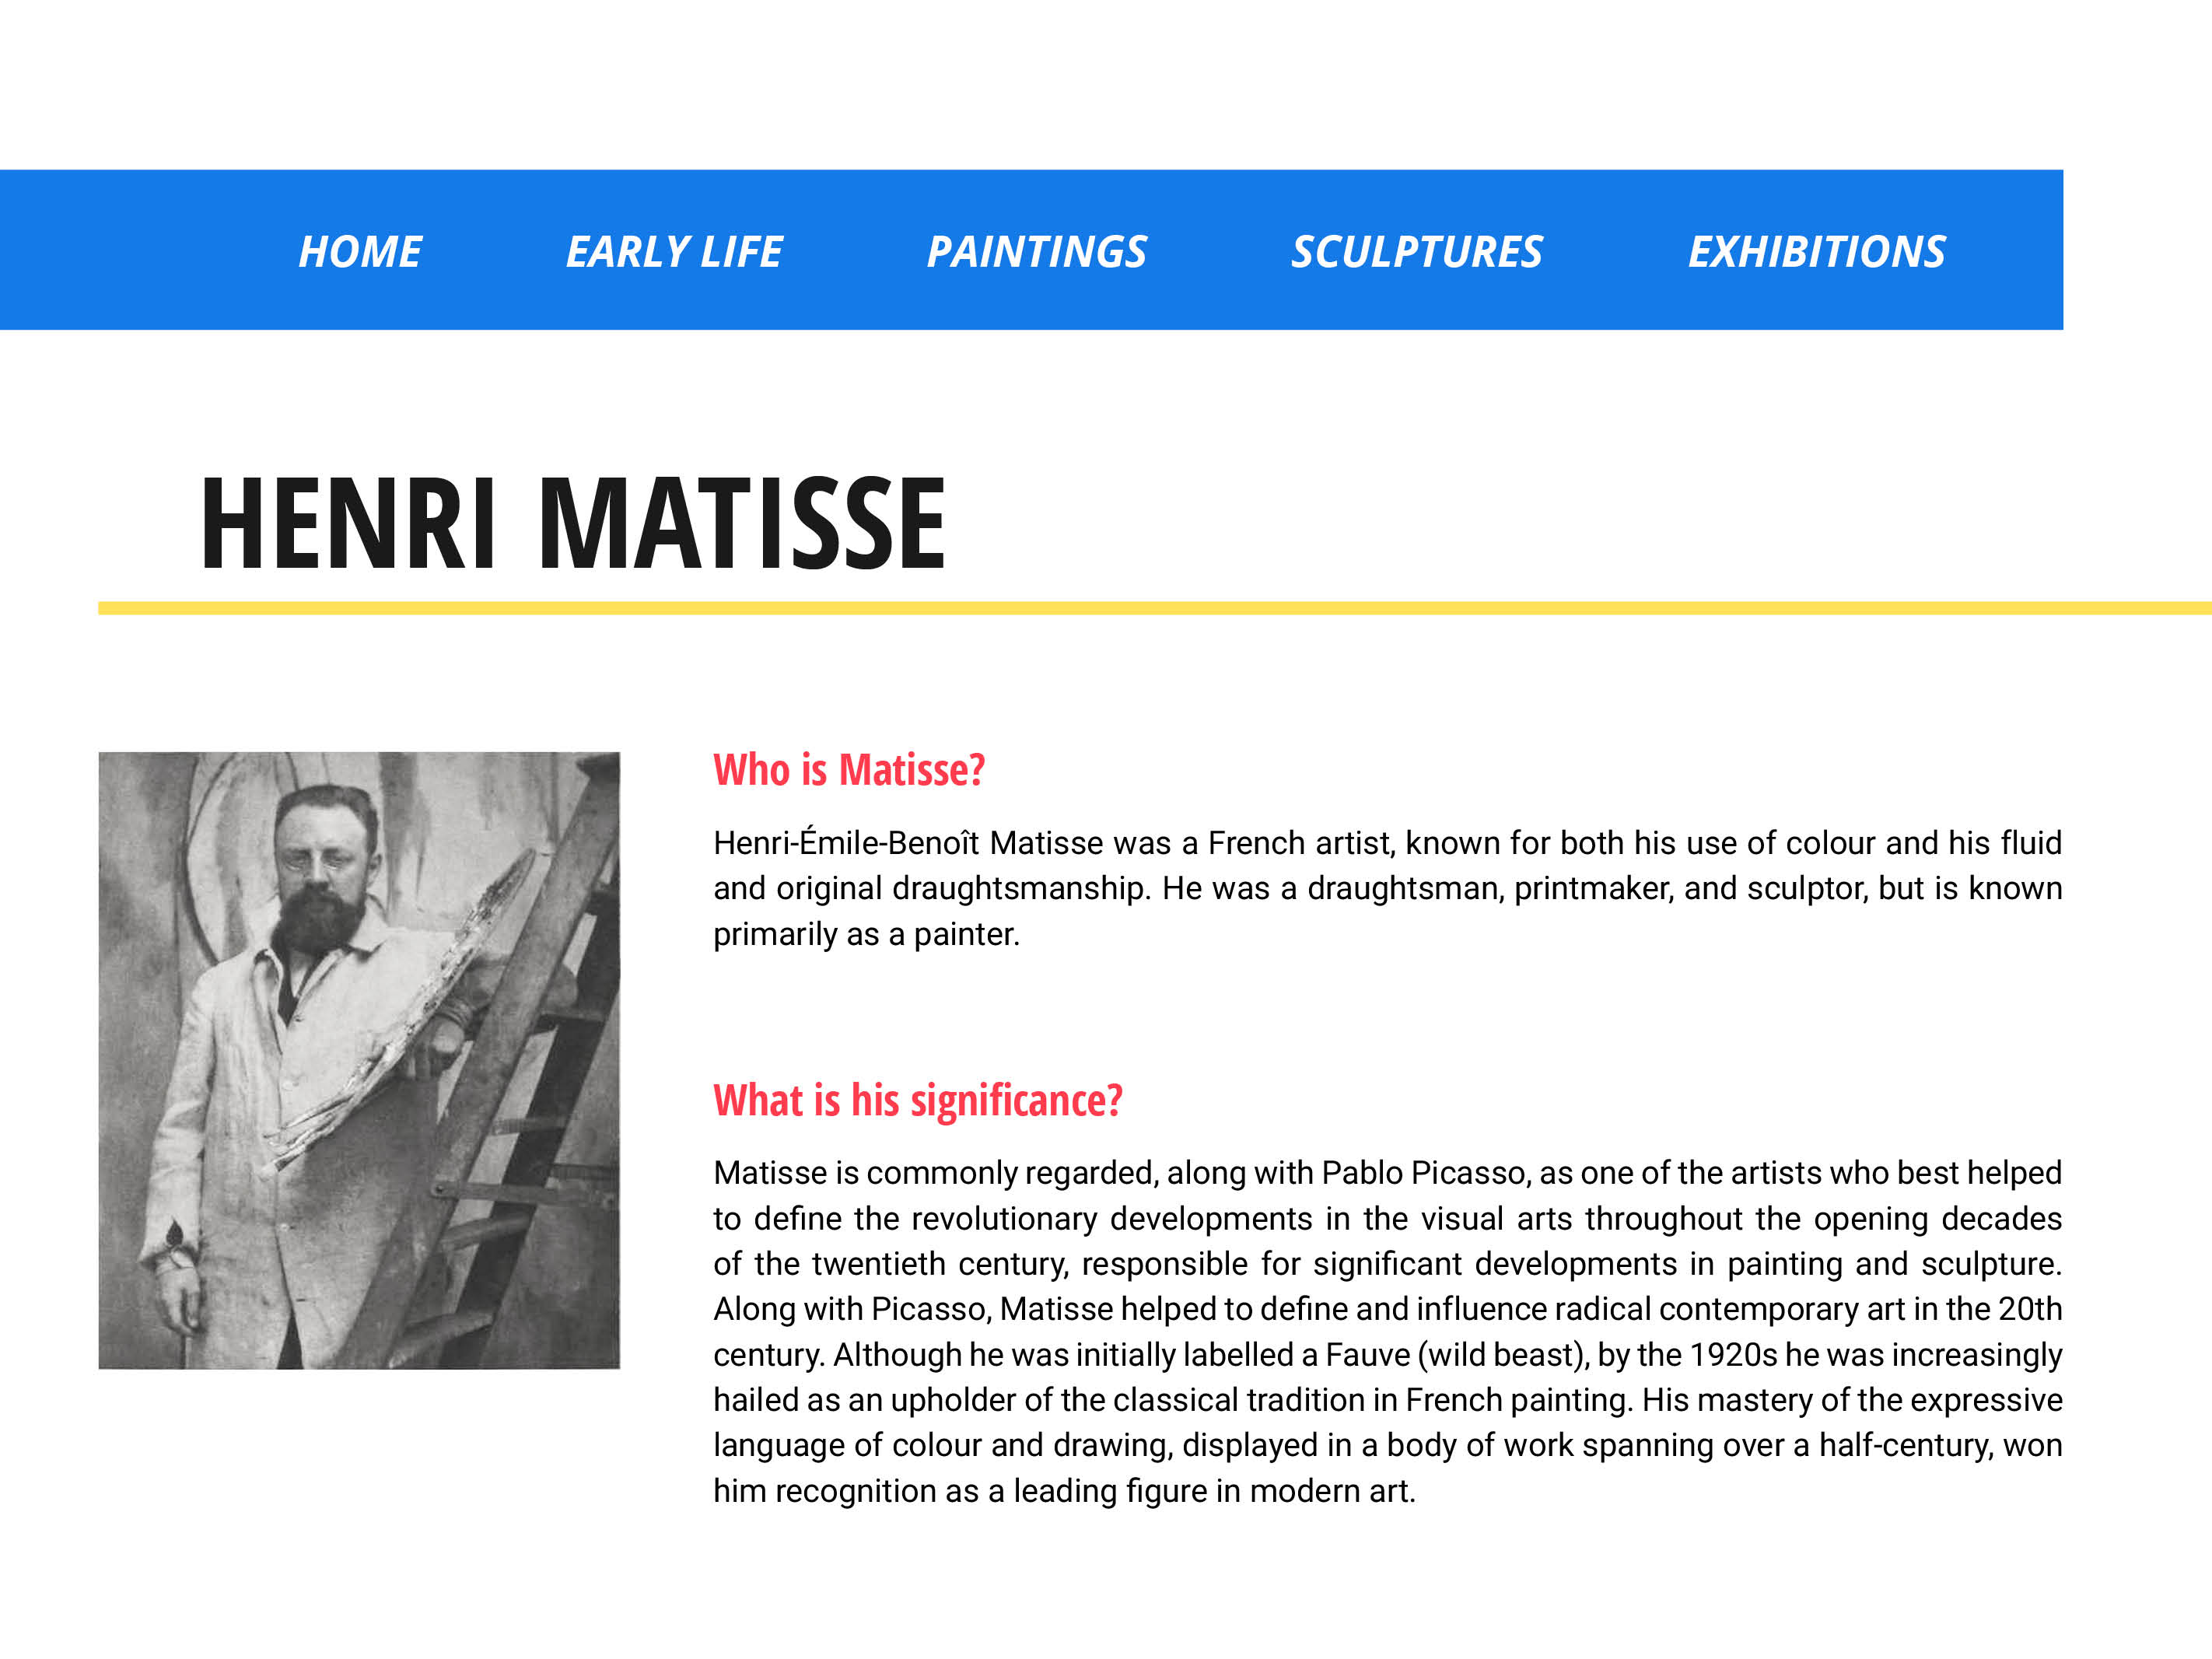 HOME EARLY LIFE PAINTINGS SCULPTURES EXHIBITIONS
HENRI MATISSE
Who is Matisse?
Henri-Émile-Benoît Matisse was a French artist, known for both his use of colour and his fluid
and original draughtsmanship. He was a draughtsman, printmaker, and sculptor, but is known
primarily as a painter.
What is his significance?
Matisse is commonly regarded, along with Pablo Picasso, as one of the artists who best helped
to define the revolutionary developments in the visual arts throughout the opening decades
of the twentieth century, responsible for significant developments in painting and sculpture.
Along with Picasso, Matisse helped to define and influence radical contemporary art in the 20th
century. Although he was initially labelled a Fauve (wild beast), by the 1920s he was increasingly
hailed as an upholder of the classical tradition in French painting. His mastery of the expressive
language of colour and drawing, displayed in a body of work spanning over a half-century, won
him recognition as a leading figure in modern art.